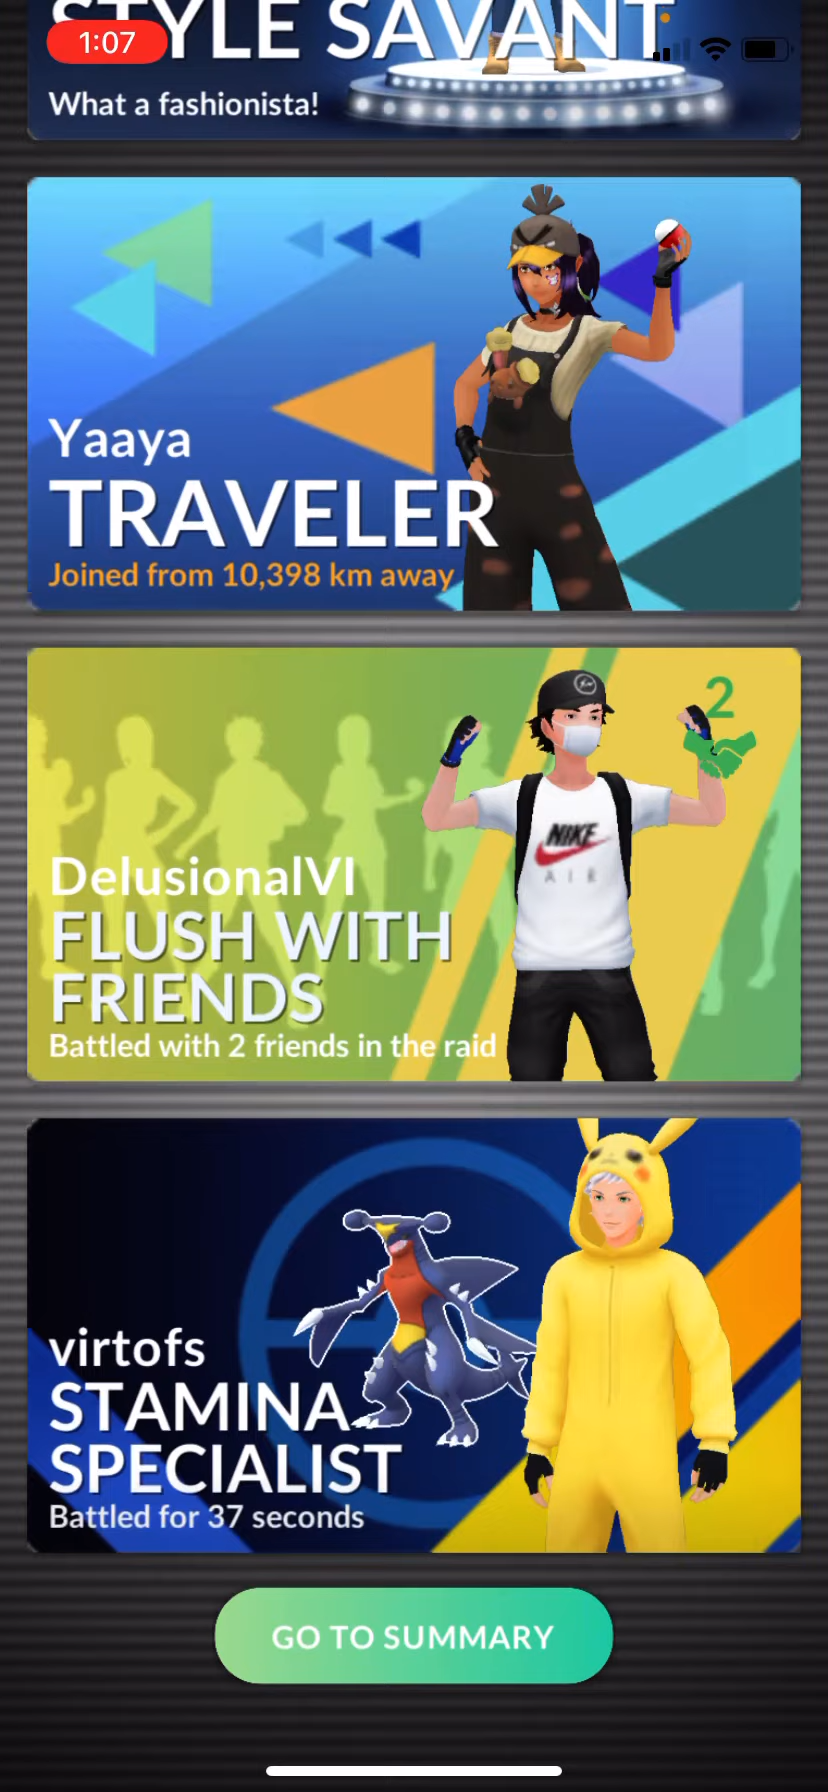 STYLE SAVANT
1:07
What a fashionista!
Yaaya
TRAVELER
Joined from 10,398 km away
2
DelusionalVI
FLUSH WITH
FRIENDS
Battled with 2 friends in the raid
NIKE
AIR
virtofs
STAMINA
SPECIALIST
Battled for 37 seconds
GO TO SUMMARY